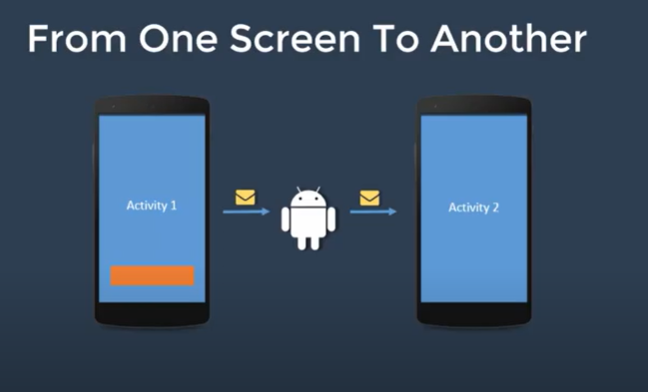 From One Screen To Another
Activity 1
Activity 2